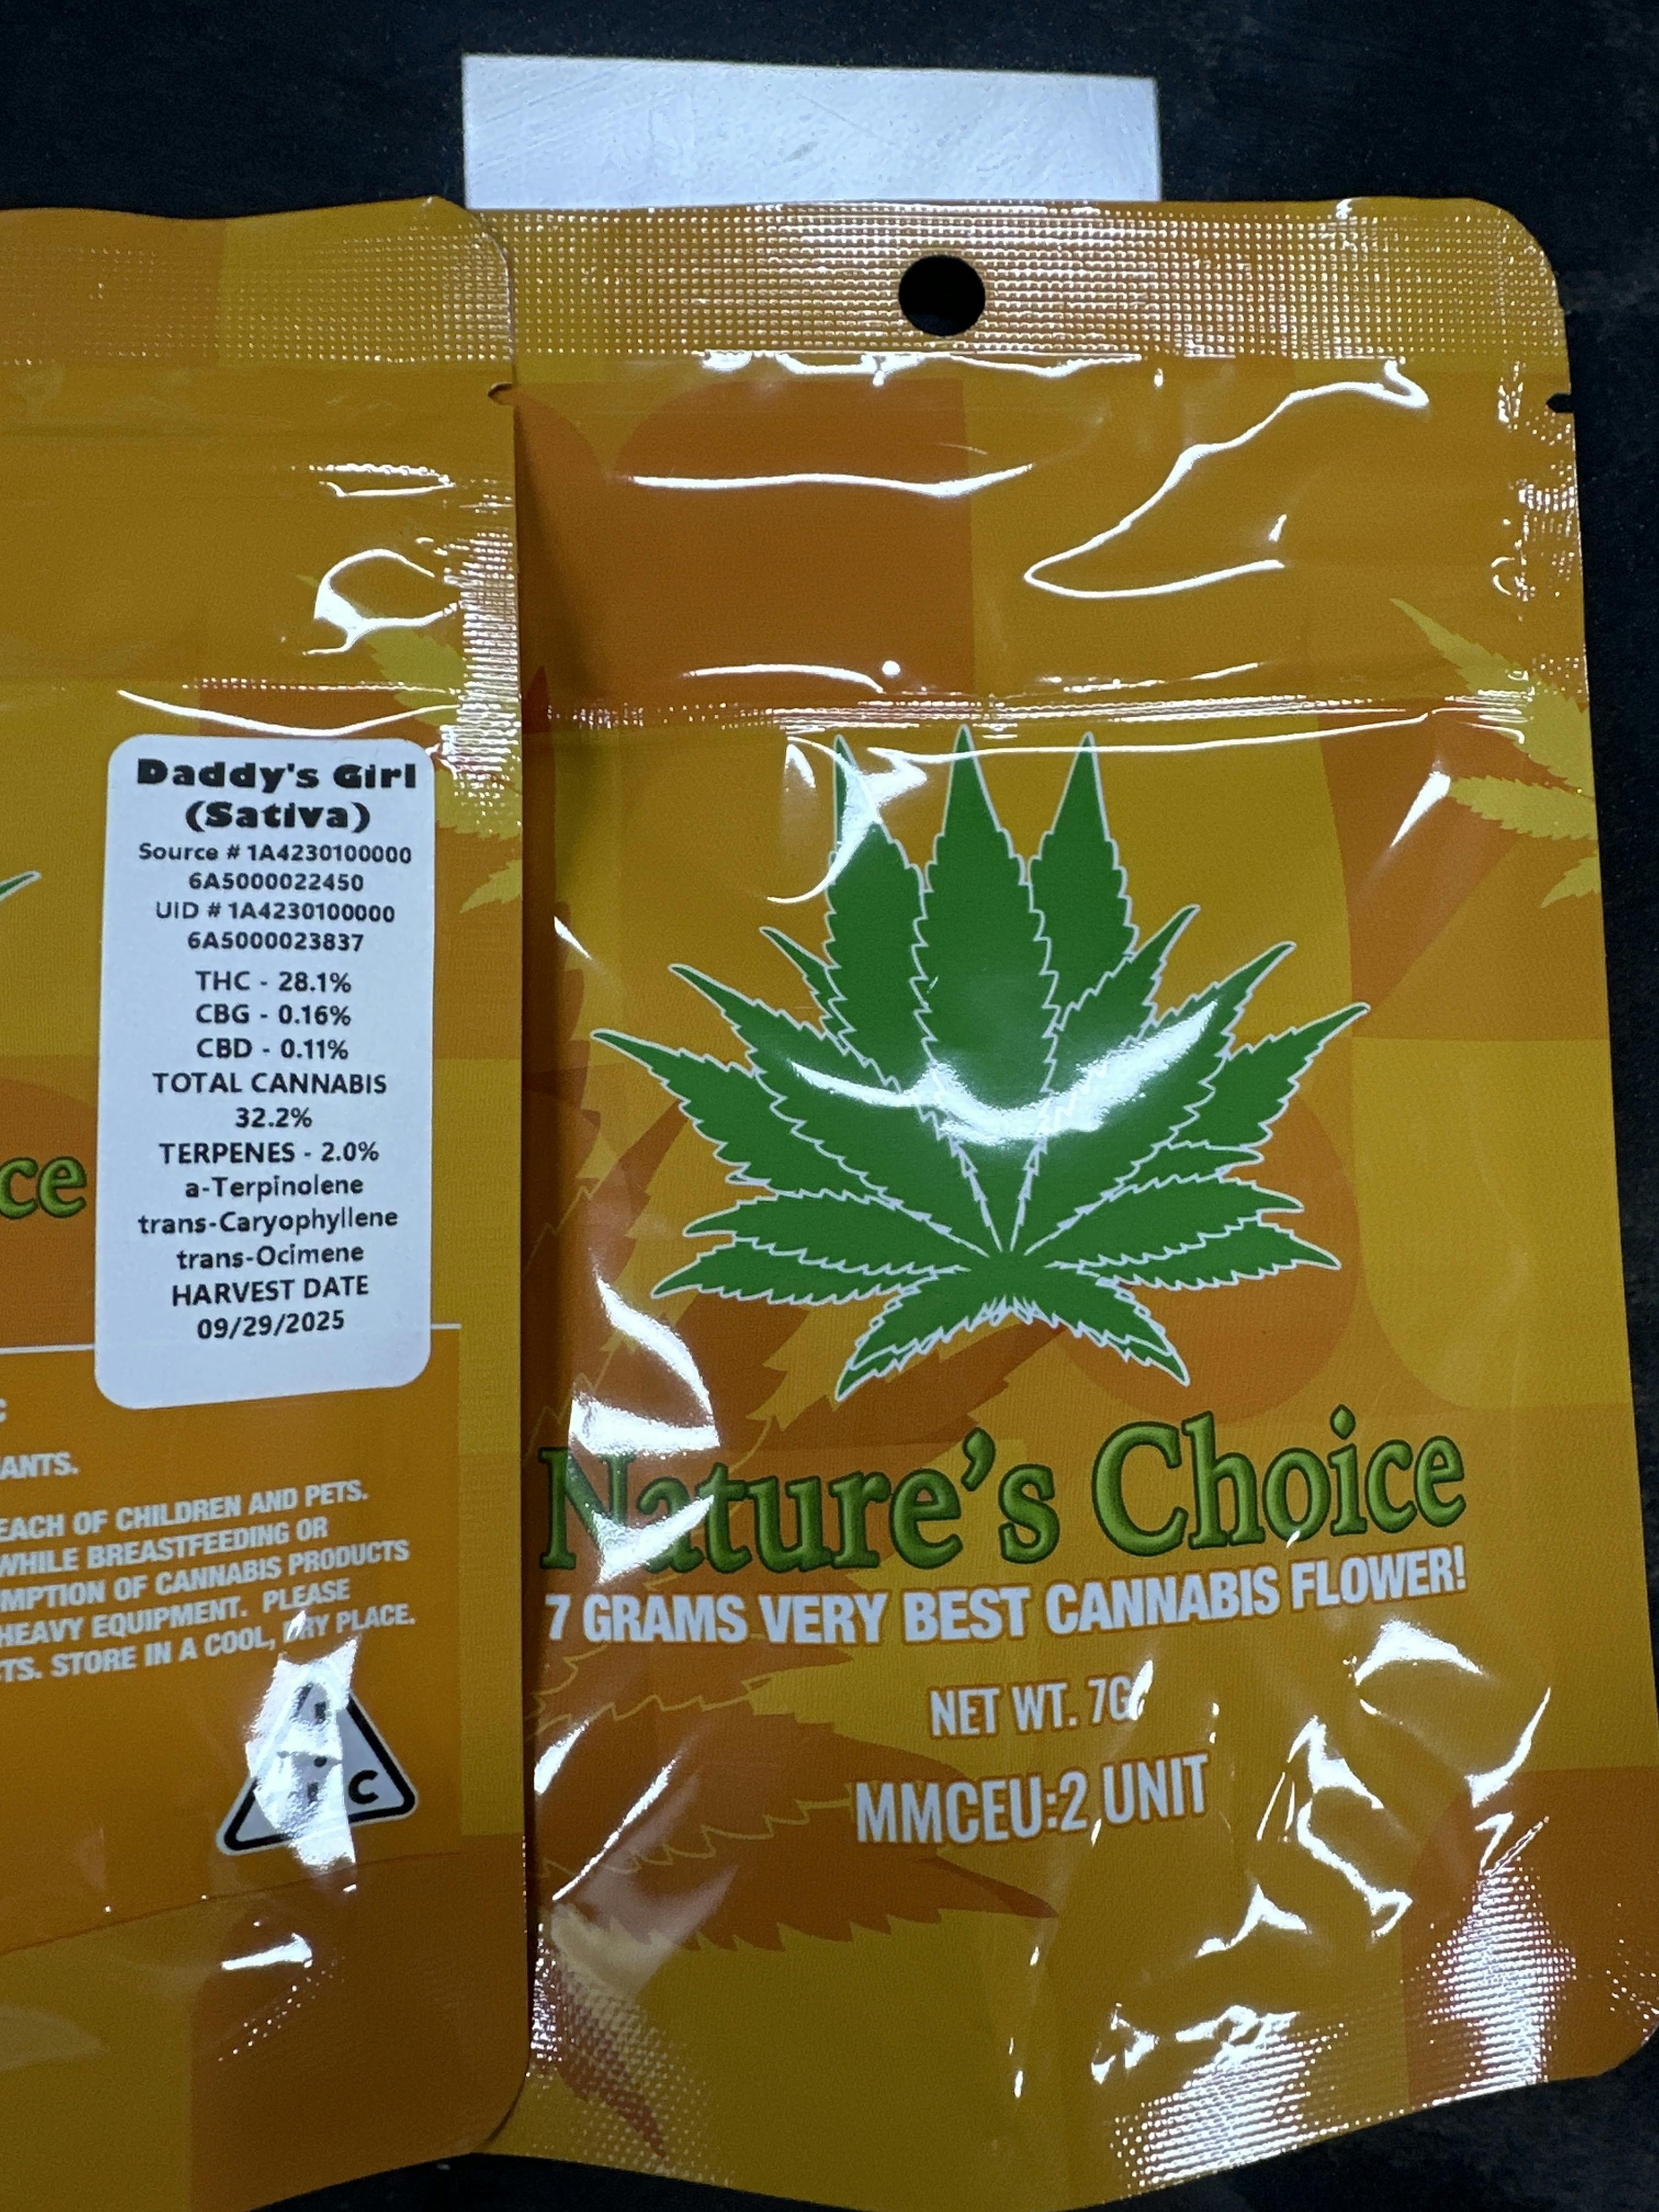 Daddy's Girl
(Sativa)
Source # 1A4230100000
6A5000022450
UID # 1A4230100000
6A5000023837
THC - 28.1%
CBG - 0.16%
CBD - 0.11%
TOTAL CANNABIS
32.2%
TERPENES - 2.0%
a-Terpinolene
trans-Caryophyllene
trans-Ocimene
HARVEST DATE
09/29/2025
ce
C
ANTS.
EACH OF CHILDREN AND PETS.
WHILE BREASTFEEDING OR
MPTION OF CANNABIS PRODUCTS
HEAVY EQUIPMENT. PLEASE
TS. STORE IN A COOL, DRY PLACE.
C
Nature's Choice
7 GRAMS VERY BEST CANNABIS FLOWER!
NET WT. 7G
MMCEU:2 UNIT